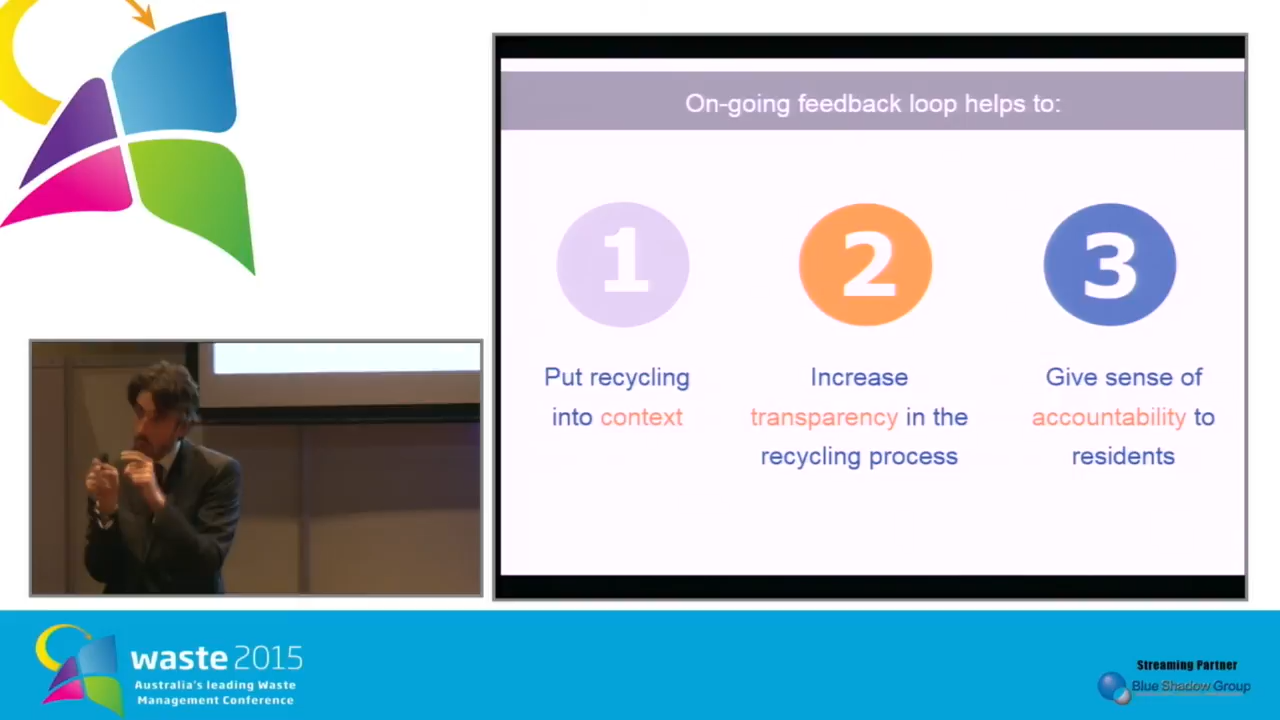 On-going feedback loop helps to:
1
2
3
Put recycling
into context
Increase
transparency in the
recycling process
Give sense of
accountability to
residents
waste 2015
Australia's leading Waste
Management Conference
Streaming Partner
Blue Shadow Group